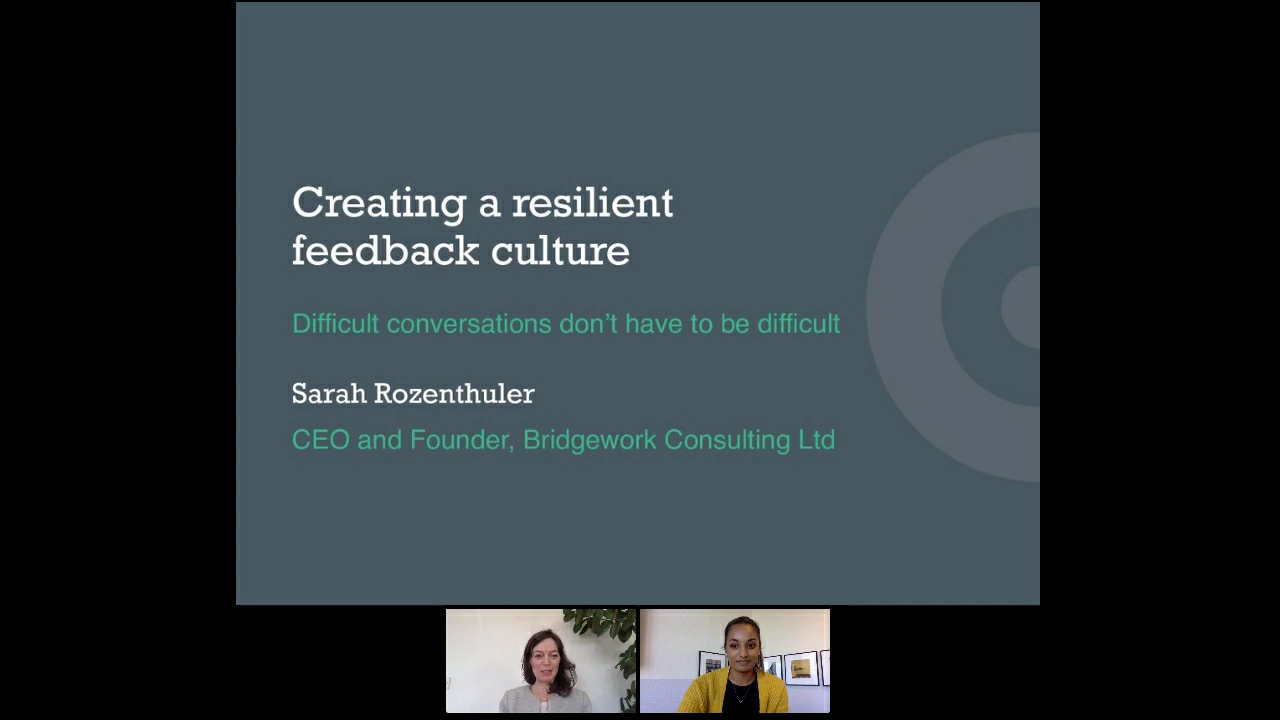 Creating a resilient
feedback culture
Difficult conversations don’t have to be difficult
Sarah Rozenthuler
CEO and Founder, Bridgework Consulting Ltd